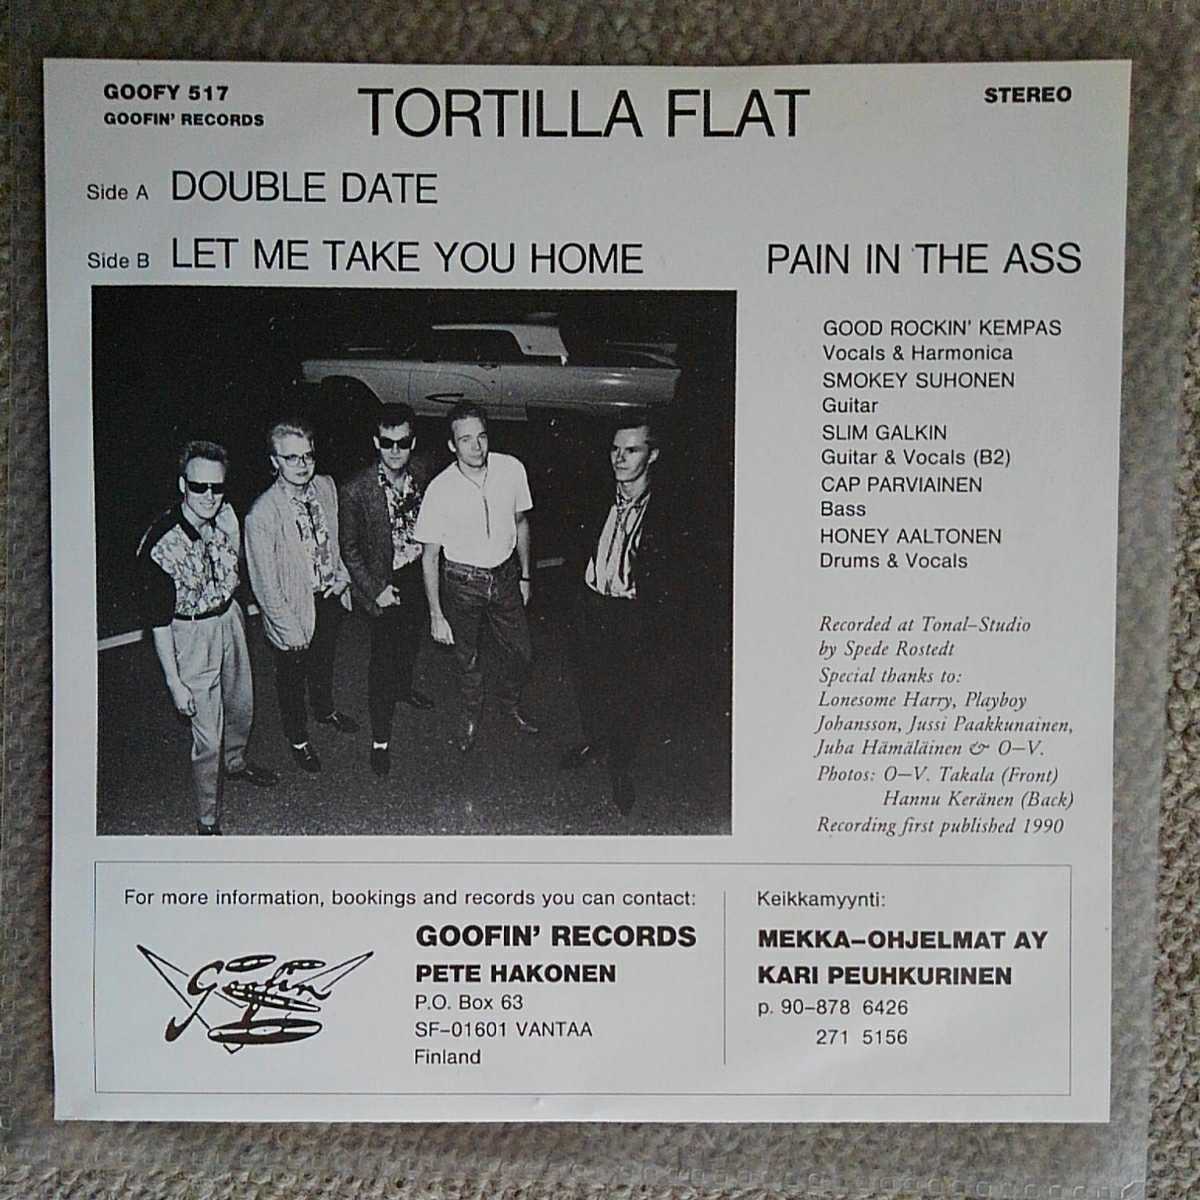 GOOFY 517
GOOFIN' RECORDS
TORTILLA FLAT
STEREO
Side A DOUBLE DATE
Side B LET ME TAKE YOU HOME PAIN IN THE ASS
GOOD ROCKIN' KEMPAS
Vocals & Harmonica
SMOKEY SUHONEN
Guitar
SLIM GALKIN
Guitar & Vocals (B2)
CAP PARVIAINEN
Bass
HONEY AALTONEN
Drums & Vocals
Recorded at Tonal–Studio
by Spede Rostedt
Special thanks to:
Lonesome Harry, Playboy
Johansson, Jussi Paakkunainen,
Juha Hämäläinen & O–V.
Photos: O–V. Takala (Front)
Hannu Keränen (Back)
Recording first published 1990
For more information, bookings and records you can contact:
Goofin
GOOFIN' RECORDS
PETE HAKONEN
P.O. Box 63
SF–01601 VANTAA
Finland
Keikkamyynti:
MEKKA–OHJELMAT AY
KARI PEUHKURINEN
p. 90–878 6426
271 5156